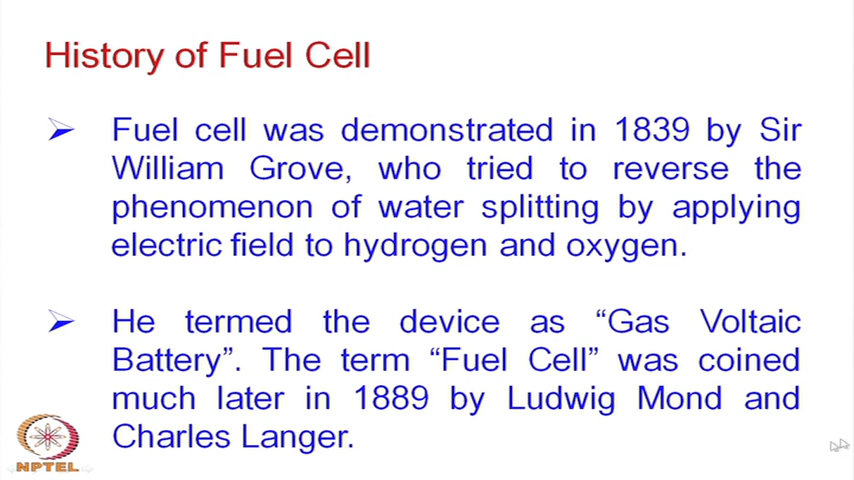 History of Fuel Cell
Fuel cell was demonstrated in 1839 by Sir
William Grove, who tried to reverse the
phenomenon of water splitting by applying
electric field to hydrogen and oxygen.
He termed the device as “Gas Voltaic
Battery”. The term “Fuel Cell” was coined
much later in 1889 by Ludwig Mond and
Charles Langer.
NPTEL